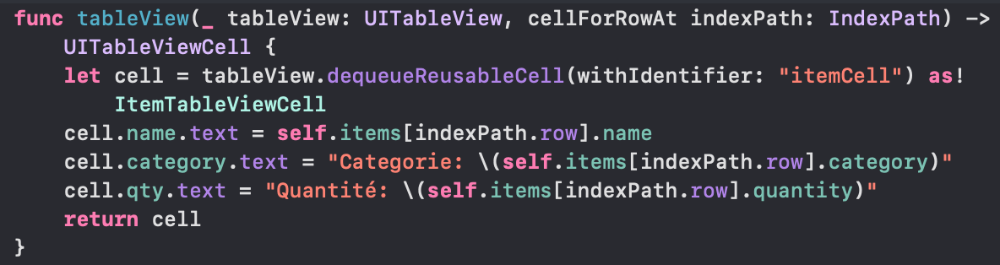 func tableView(_ tableView: UITableView, cellForRowAt indexPath: IndexPath) ->
    UITableViewCell {
    let cell = tableView.dequeueReusableCell(withIdentifier: "itemCell") as!
        ItemTableViewCell
    cell.name.text = self.items[indexPath.row].name
    cell.category.text = "Categorie: \(self.items[indexPath.row].category)"
    cell.qty.text = "Quantité: \(self.items[indexPath.row].quantity)"
    return cell
}